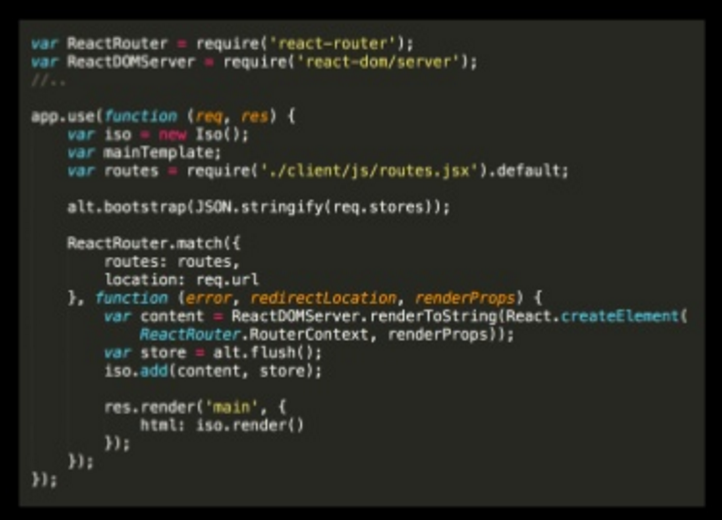 var ReactRouter = require('react-router');
var ReactDOMServer = require('react-dom/server');
//..
app.use(function (req, res) {
var iso = new Iso();
var mainTemplate;
var routes = require('./client/js/routes.jsx').default;
alt.bootstrap(JSON.stringify(req.stores));
ReactRouter.match({
routes: routes,
location: req.url
}, function (error, redirectLocation, renderProps) {
var content = ReactDOMServer.renderToString(React.createElement(
ReactRouter.RouterContext, renderProps));
var store = alt.flush();
iso.add(content, store);
res.render('main', {
html: iso.render()
});
});
});